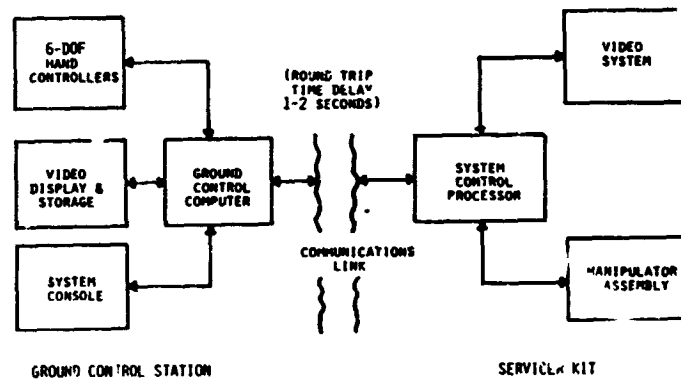 6-DOF
HAND
CONTROLLERS
VIDEO
DISPLAY &
STORAGE
SYSTEM
CONSOLE
GROUND
CONTROL
COMPUTER
(ROUND TRIP
TIME DELAY
1-2 SECONDS)
COMMUNICATIONS
LINK
SYSTEM
CONTROL
PROCESSOR
VIDEO
SYSTEM
MANIPULATOR
ASSEMBLY
GROUND CONTROL STATION
SERVICER KIT